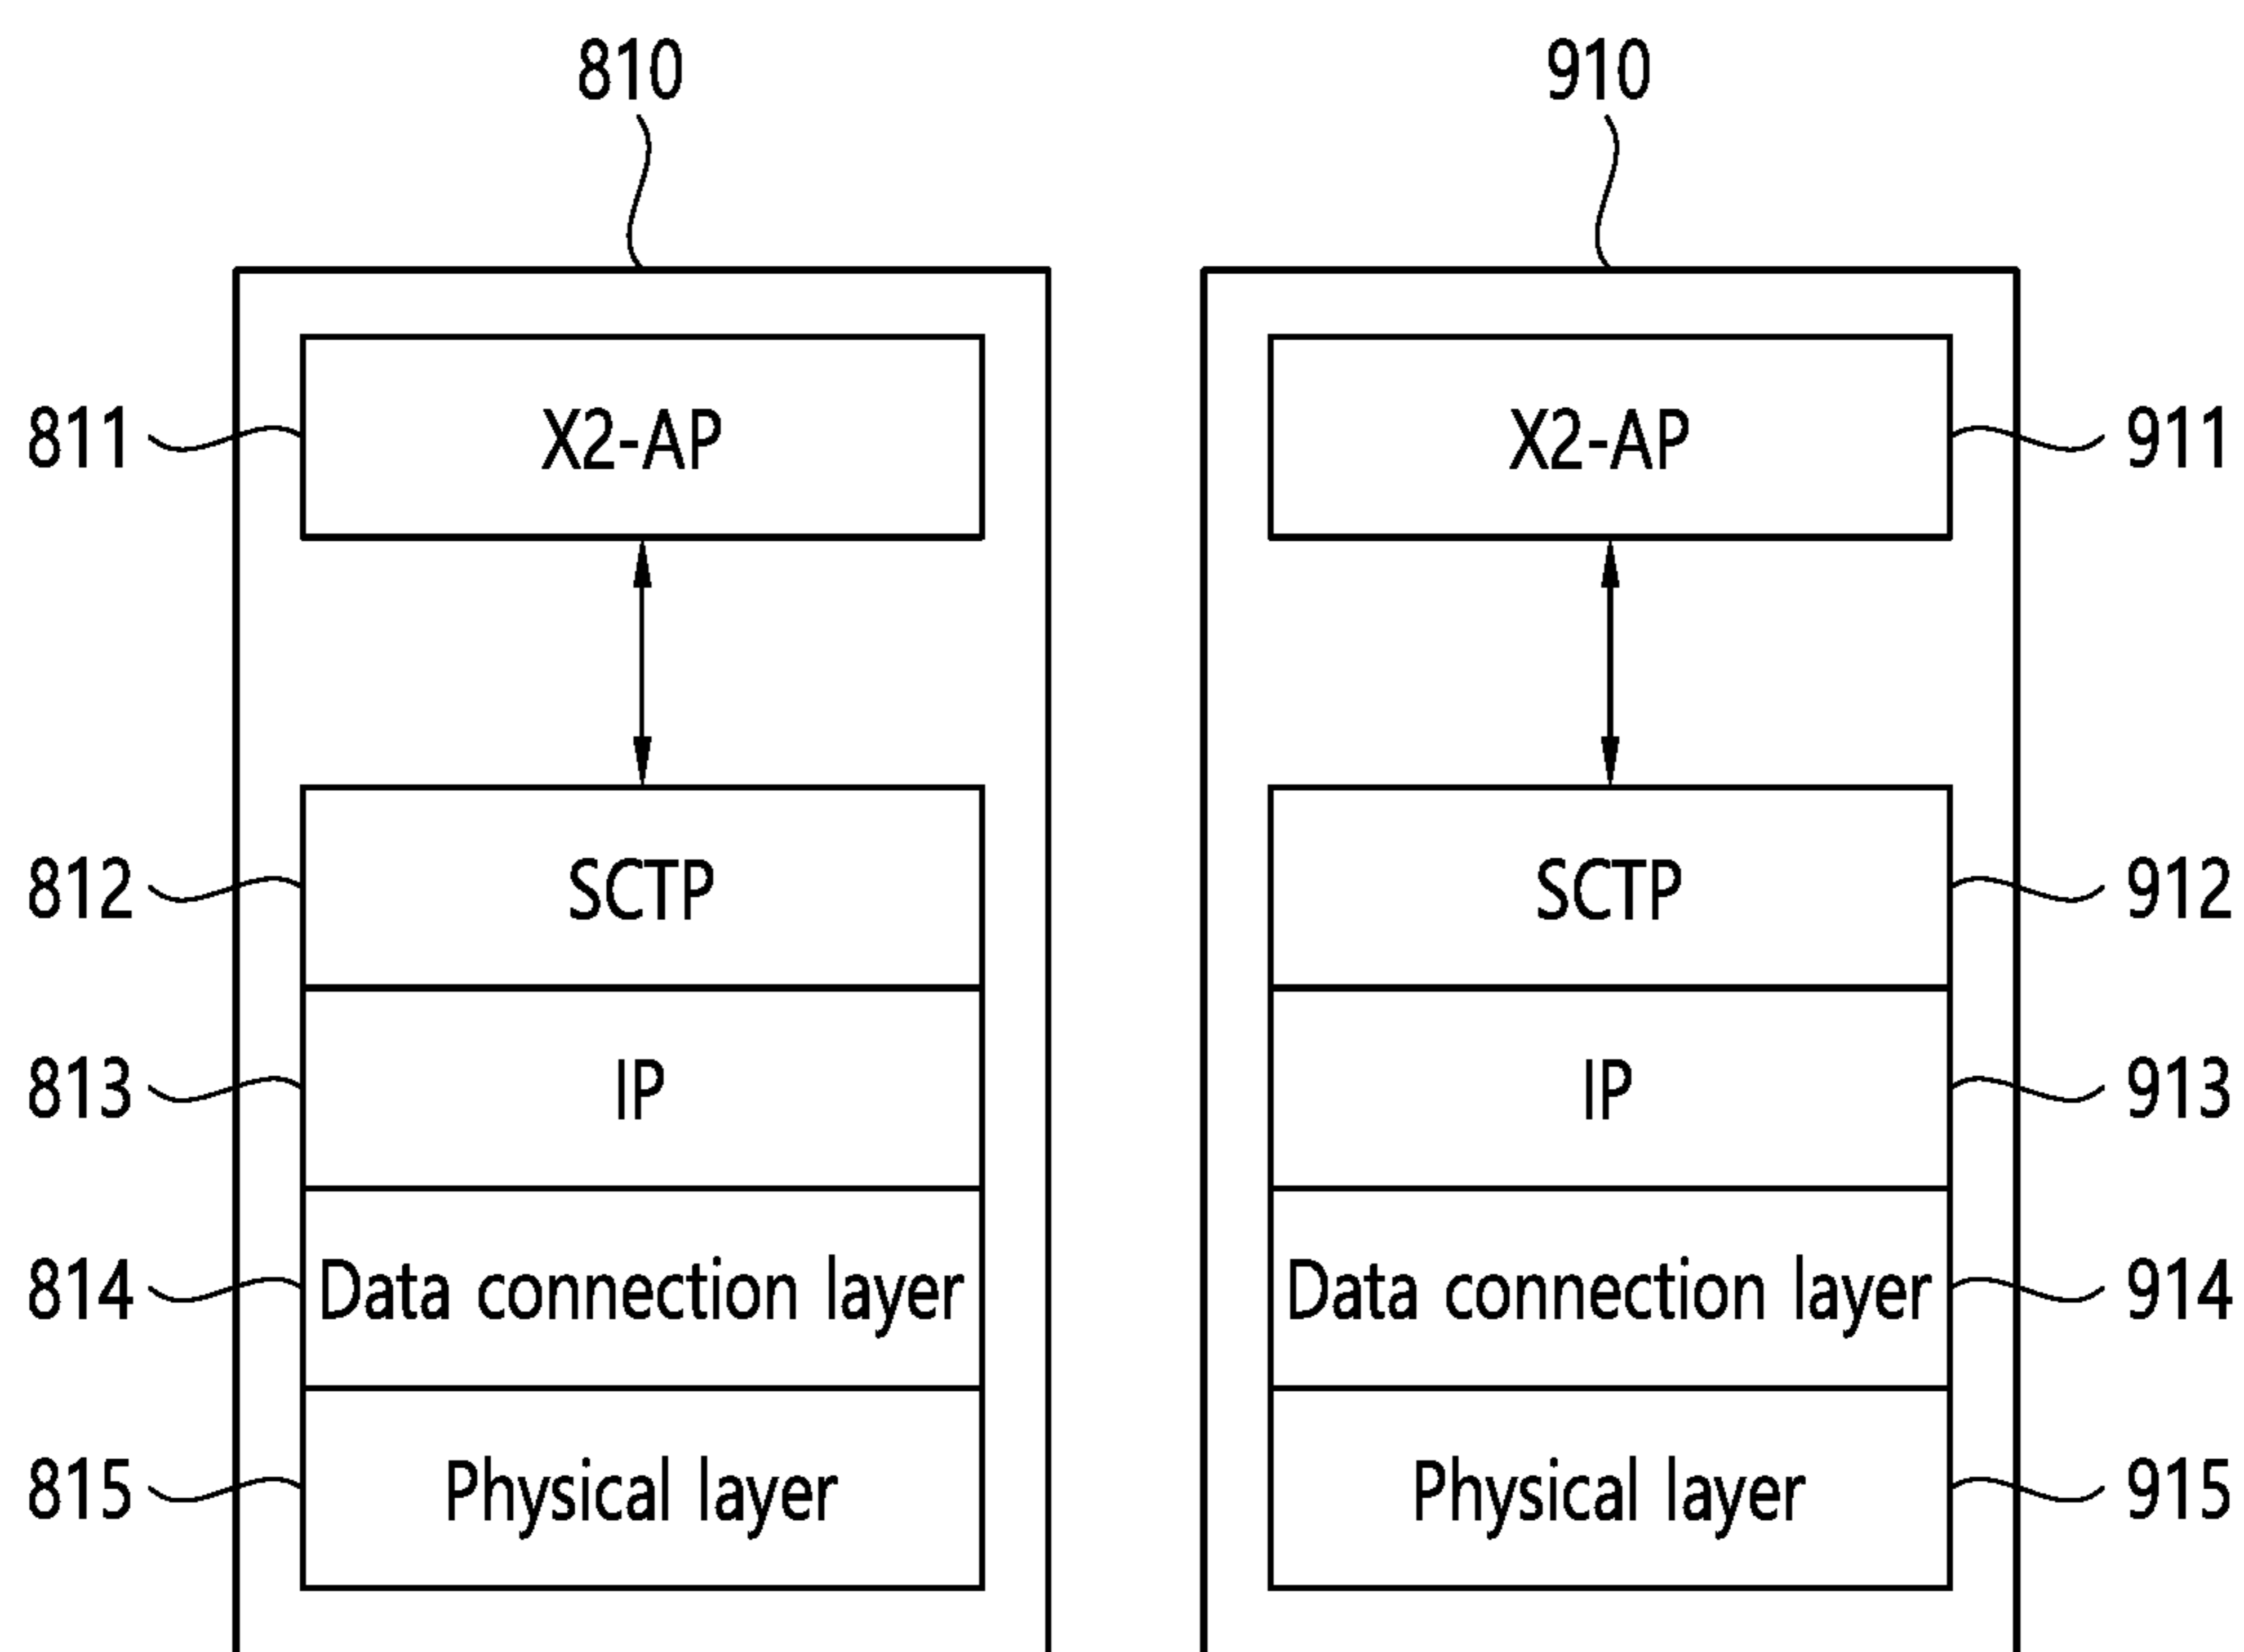 810 910
811 X2-AP X2-AP 911
812 SCTP SCTP 912
813 IP IP 913
814 Data connection layer Data connection layer 914
815 Physical layer Physical layer 915